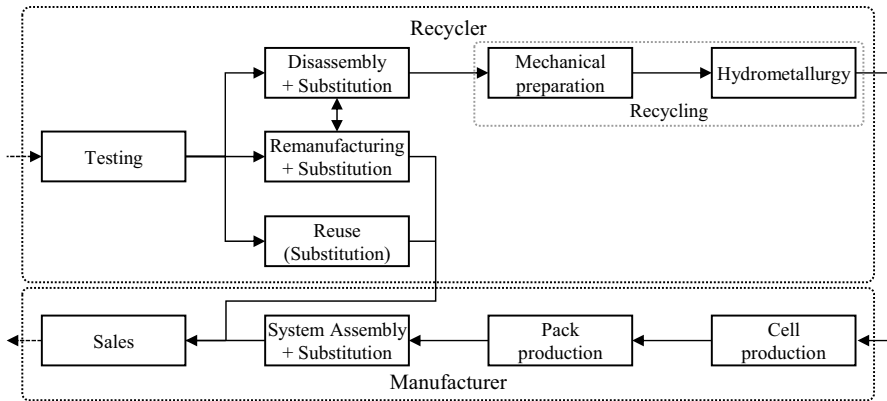 Recycler
Disassembly
+ Substitution
Mechanical
preparation
Hydrometallurgy
Recycling
Testing
Remanufacturing
+ Substitution
Reuse
(Substitution)
Sales
System Assembly
+ Substitution
Pack
production
Cell
production
Manufacturer